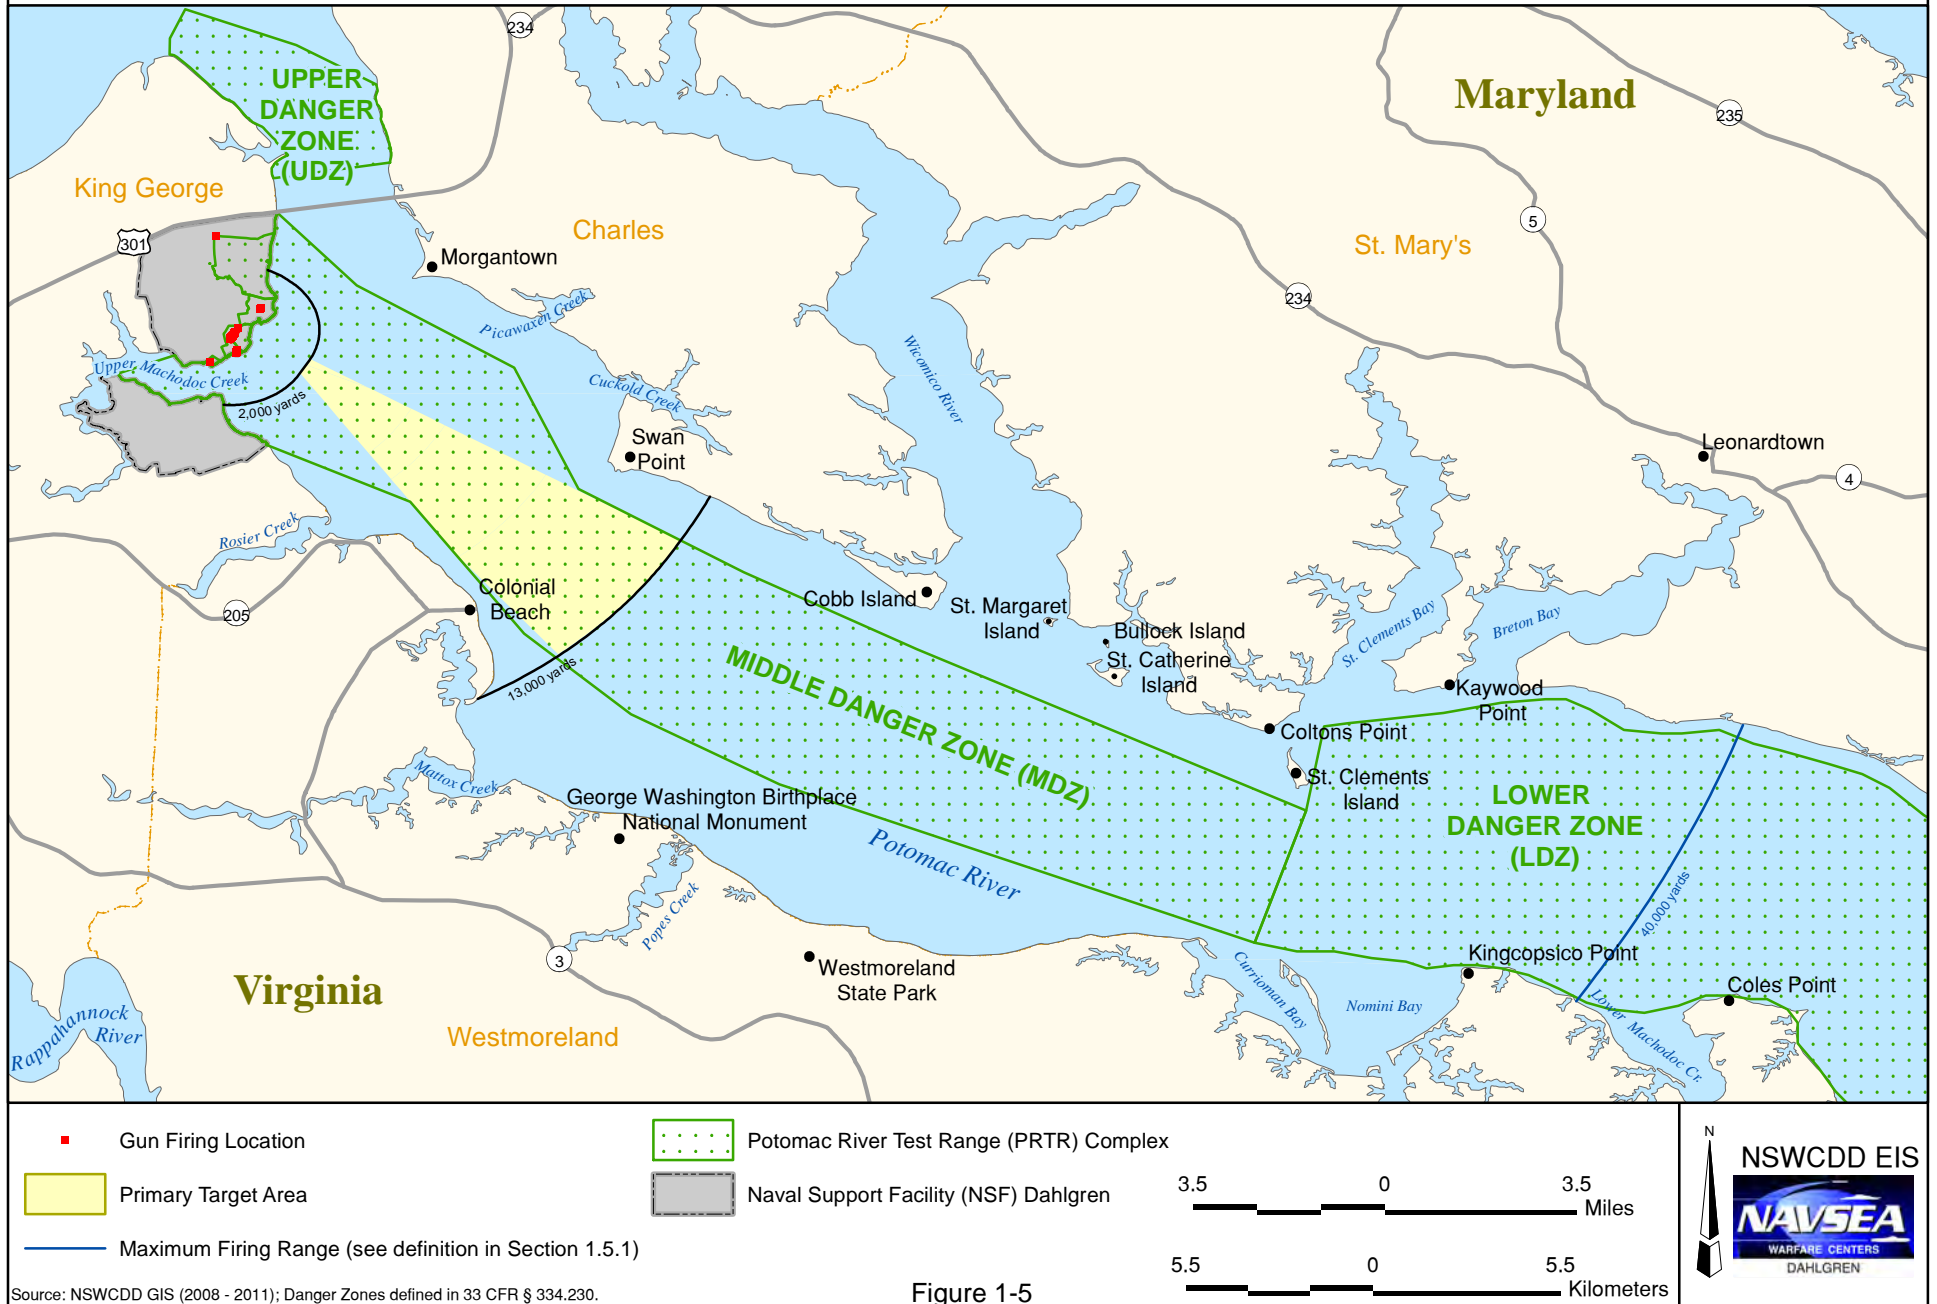 234
UPPER
DANGER
ZONE
(UDZ)
Maryland
235
King George
Charles
5
St. Mary's
301
Morgantown
Picawaxen Creek
234
Upper Machodoc Creek
2,000 yards
Cuckold Creek
Wicomico River
Swan
Point
Leonardtown
4
Rosier Creek
205
Colonial
Beach
Cobb Island
St. Margaret
Island
Bullock Island
St. Catherine
Island
St. Clements Bay
Breton Bay
13,000 yards
MIDDLE DANGER ZONE (MDZ)
Kaywood
Point
Coltons Point
St. Clements
Island
LOWER
DANGER ZONE
(LDZ)
Mattox Creek
George Washington Birthplace
National Monument
Potomac River
40,000 yards
Popes Creek
3
Westmoreland
State Park
Kingcopsico Point
Coles Point
Virginia
Currioman Bay
Nomini Bay
Lower Machodoc Cr.
Rappahannock
River
Westmoreland
Gun Firing Location
Primary Target Area
Maximum Firing Range (see definition in Section 1.5.1)
Potomac River Test Range (PRTR) Complex
Naval Support Facility (NSF) Dahlgren
3.5 0 3.5
Miles
5.5 0 5.5
Kilometers
N
NSWCDD EIS
NAVSEA
WARFARE CENTERS
DAHLGREN
Source: NSWCDD GIS (2008 - 2011); Danger Zones defined in 33 CFR § 334.230.
Figure 1-5